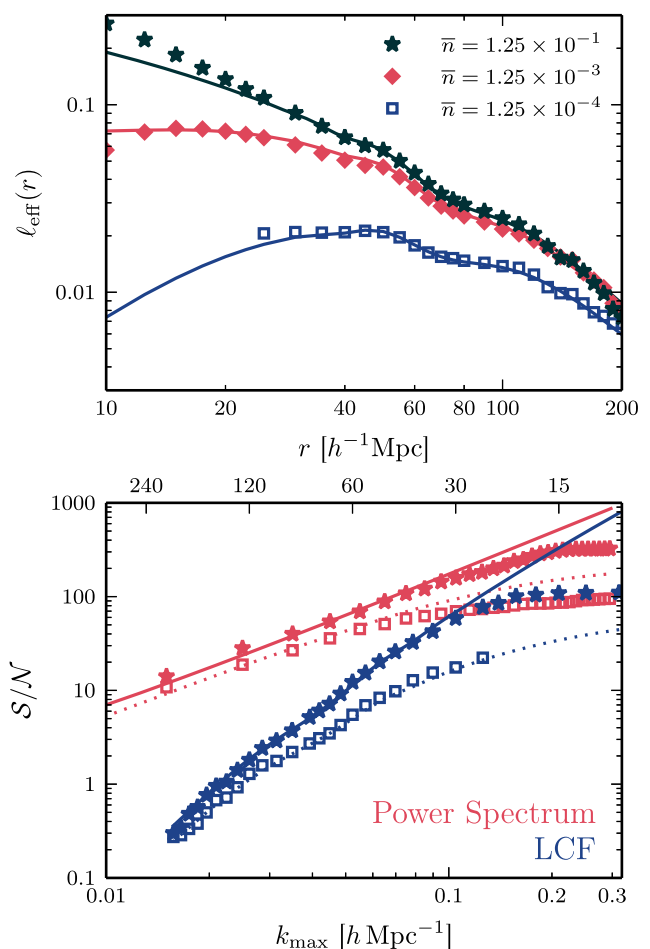 0.1
0.01
ℓ_eff(r)
n̅ = 1.25 × 10⁻¹
n̅ = 1.25 × 10⁻³
n̅ = 1.25 × 10⁻⁴
10 20 40 60 80 100 200
r [h⁻¹Mpc]
240 120 60 30 15
1000
100
10
1
0.1
S/N
Power Spectrum
LCF
0.01 0.1 0.3
k_max [h Mpc⁻¹]